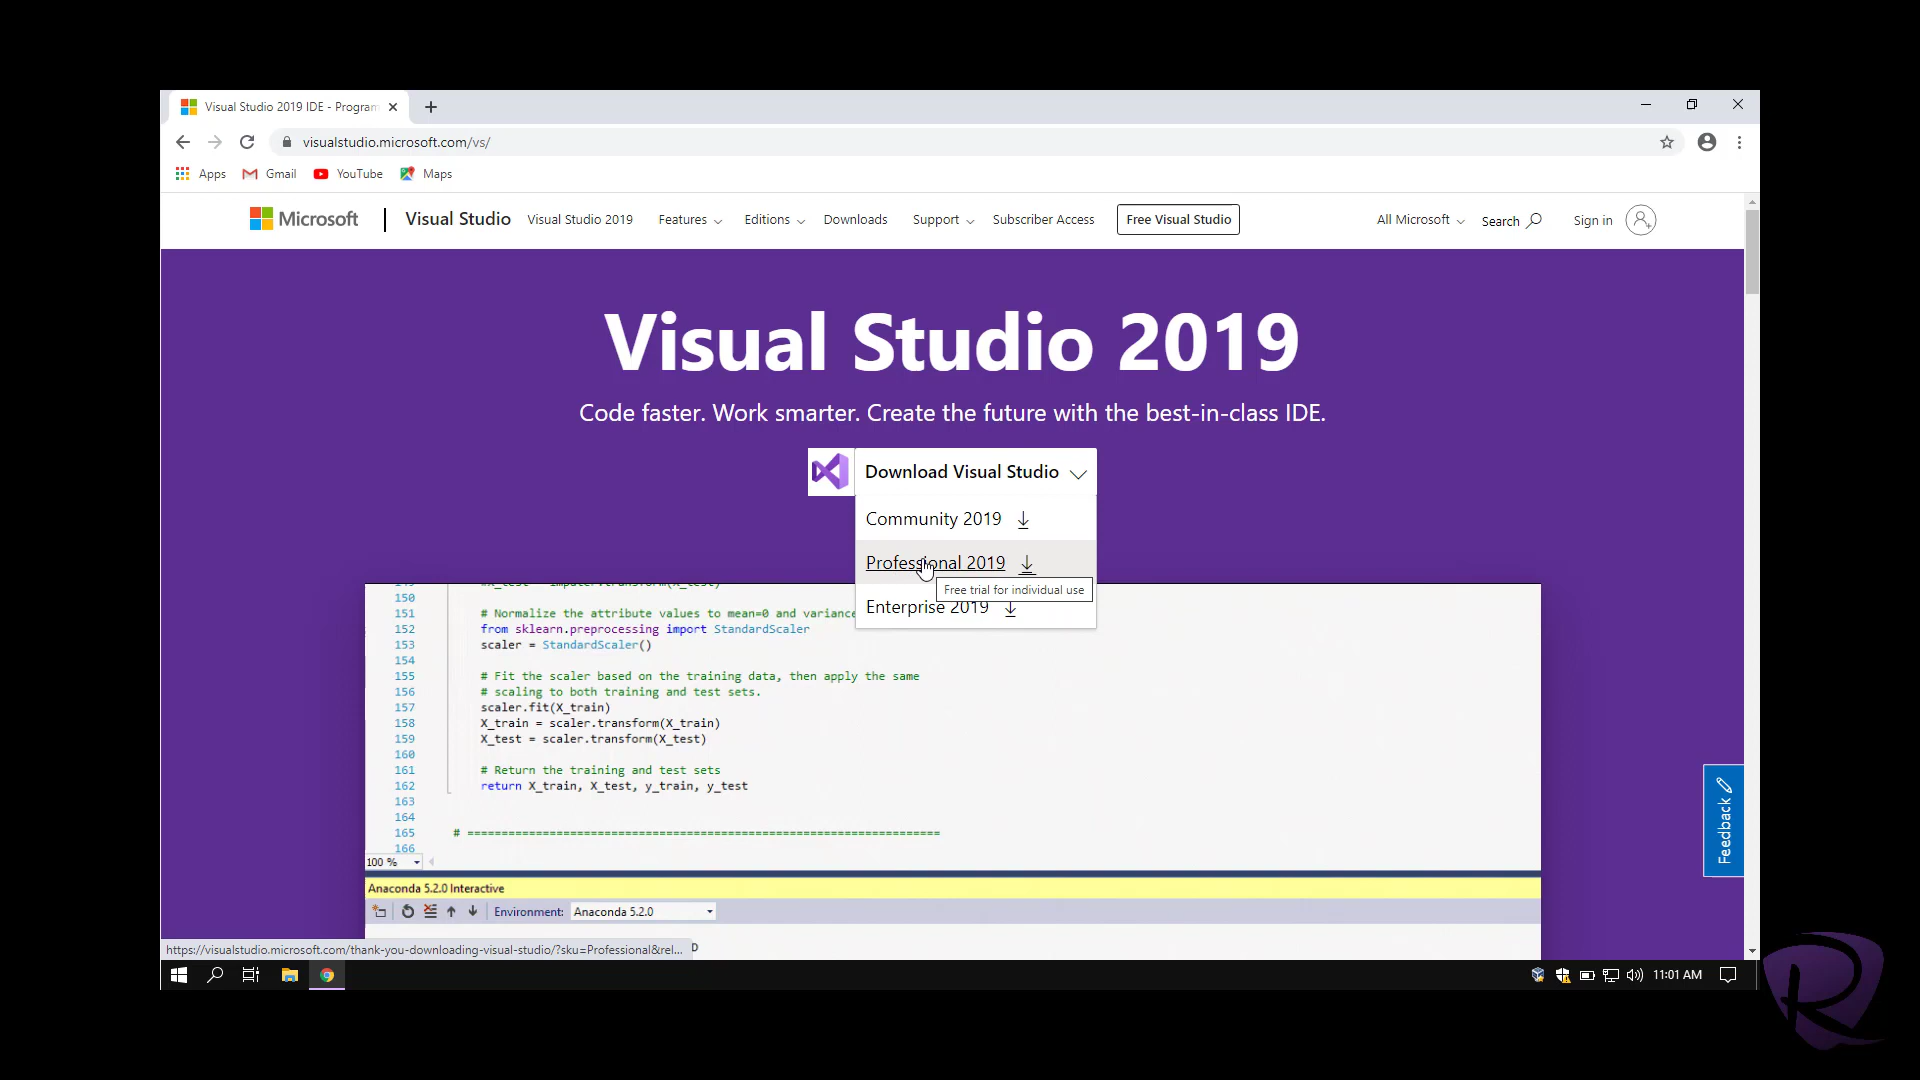 Visual Studio 2019 IDE - Program
visualstudio.microsoft.com/vs/
Apps Gmail YouTube Maps
Microsoft Visual Studio Visual Studio 2019 Features Editions Downloads Support Subscriber Access Free Visual Studio All Microsoft Search Sign in
Visual Studio 2019
Code faster. Work smarter. Create the future with the best-in-class IDE.
Download Visual Studio
Community 2019
Professional 2019
Free trial for individual use
Enterprise 2019
150
151 # Normalize the attribute values to mean=0 and variance
152 from sklearn.preprocessing import StandardScaler
153 scaler = StandardScaler()
154
155 # Fit the scaler based on the training data, then apply the same
156 # scaling to both training and test sets.
157 scaler.fit(X_train)
158 X_train = scaler.transform(X_train)
159 X_test = scaler.transform(X_test)
160
161 # Return the training and test sets
162 return X_train, X_test, y_train, y_test
163
164
165 # ======================================================================
166
100 %
Anaconda 5.2.0 Interactive
Environment: Anaconda 5.2.0
https://visualstudio.microsoft.com/thank-you-downloading-visual-studio/?sku=Professional&rel...
Feedback
11:01 AM
R